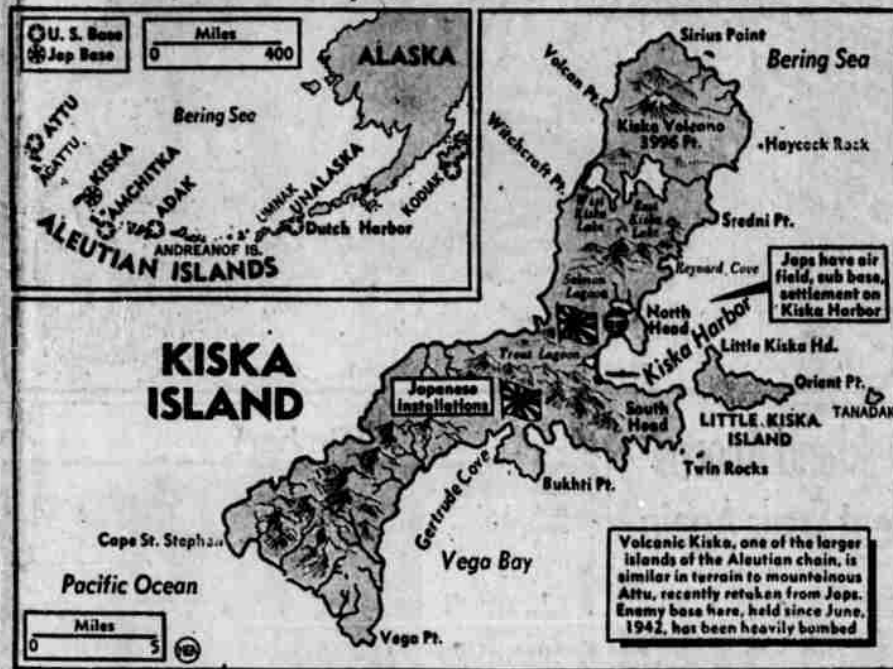 U. S. Base
Jap Base
Miles
0 400
ALASKA
Bering Sea
ATTU
AGATTU
KISKA
AMCHITKA
ADAK
ANDREANOF IS.
UMNAK
UNALASKA
Dutch Harbor
KODIAK
ALEUTIAN ISLANDS
Sirius Point
Bering Sea
Volcan Pt.
Kiska Volcano
3996 Ft.
Haycock Rock
Witchcraft Pt.
West
Kiska
Lake
East
Kiska
Lake
Sredni Pt.
Reynard Cove
Salmon
Lagoon
North
Head
Japs have air
field, sub base,
settlement on
Kiska Harbor
Kiska Harbor
Trout Lagoon
Little Kiska Hd.
Orient Pt.
TANADAK
LITTLE KISKA
ISLAND
KISKA
ISLAND
Japanese
Installations
South
Head
Twin Rocks
Bukhti Pt.
Gertrude Cove
Vega Bay
Cape St. Stephan
Pacific Ocean
Vega Pt.
Miles
0 5
NEA
Volcanic Kiska, one of the larger
islands of the Aleutian chain, is
similar in terrain to mountainous
Attu, recently retaken from Japs.
Enemy base here, held since June,
1942, has been heavily bombed